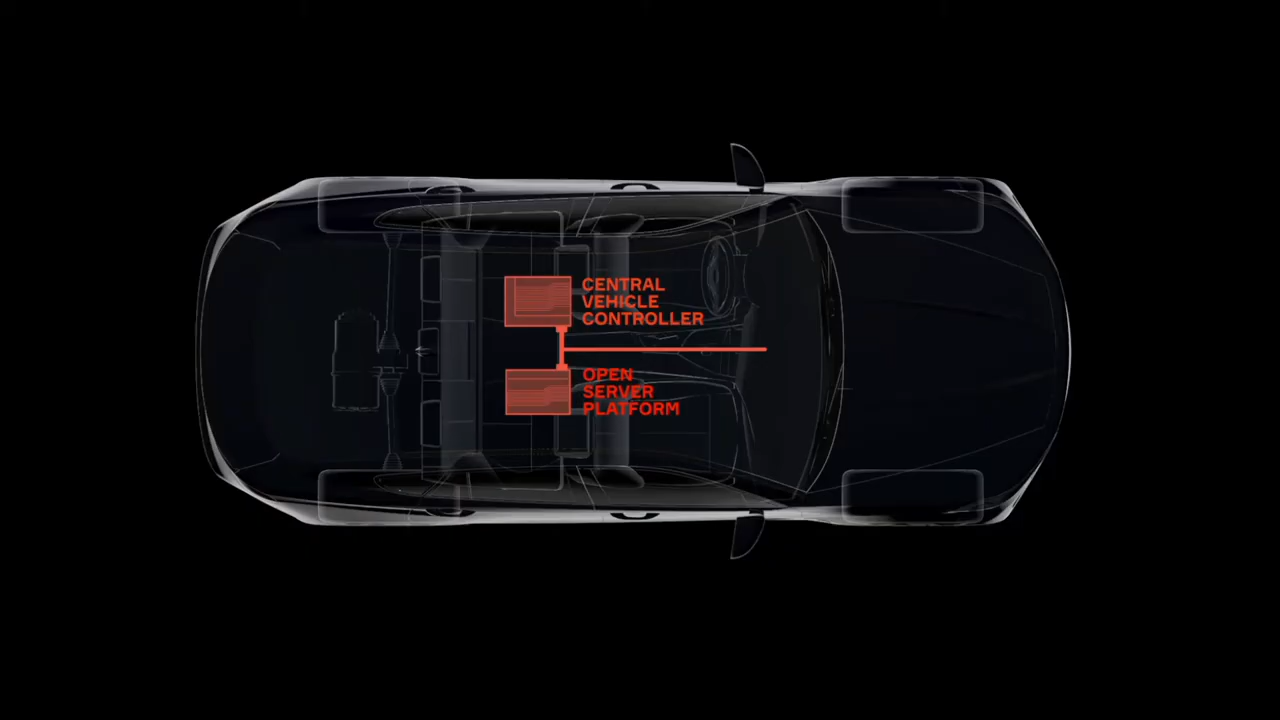 CENTRAL
VEHICLE
CONTROLLER
OPEN
SERVER
PLATFORM